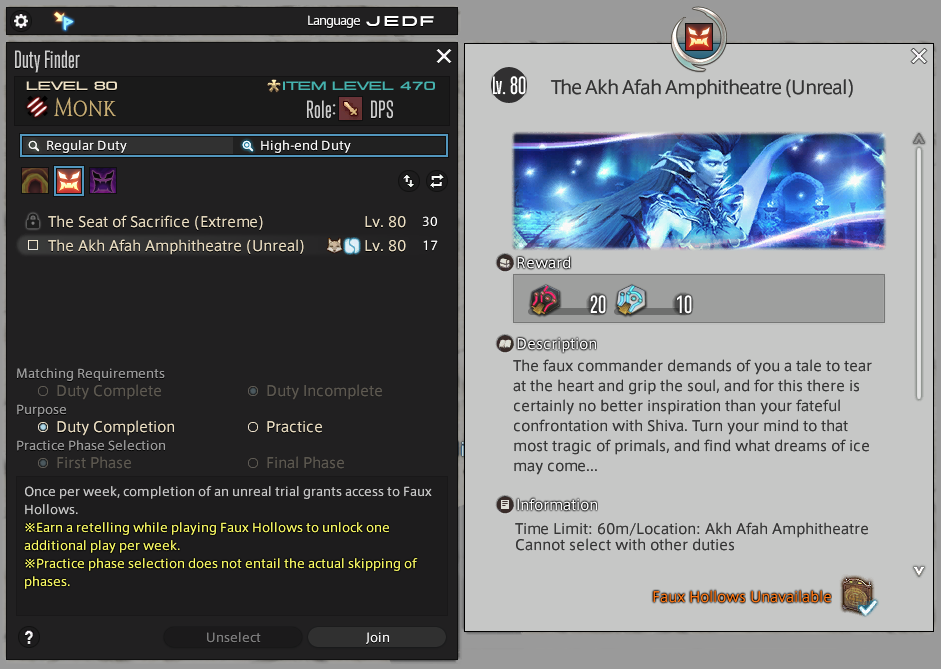 Language J E D F
Duty Finder
LEVEL 80
ITEM LEVEL 470
MONK
Role: DPS
Regular Duty
High-end Duty
The Seat of Sacrifice (Extreme) Lv. 80 30
The Akh Afah Amphitheatre (Unreal) Lv. 80 17
Matching Requirements
Duty Complete Duty Incomplete
Purpose
Duty Completion Practice
Practice Phase Selection
First Phase Final Phase
Once per week, completion of an unreal trial grants access to Faux
Hollows.
※Earn a retelling while playing Faux Hollows to unlock one
additional play per week.
※Practice phase selection does not entail the actual skipping of
phases.
?
Unselect
Join
Lv. 80
The Akh Afah Amphitheatre (Unreal)
Reward
20 10
Description
The faux commander demands of you a tale to tear
at the heart and grip the soul, and for this there is
certainly no better inspiration than your fateful
confrontation with Shiva. Turn your mind to that
most tragic of primals, and find what dreams of ice
may come...
Information
Time Limit: 60m/Location: Akh Afah Amphitheatre
Cannot select with other duties
Faux Hollows Unavailable